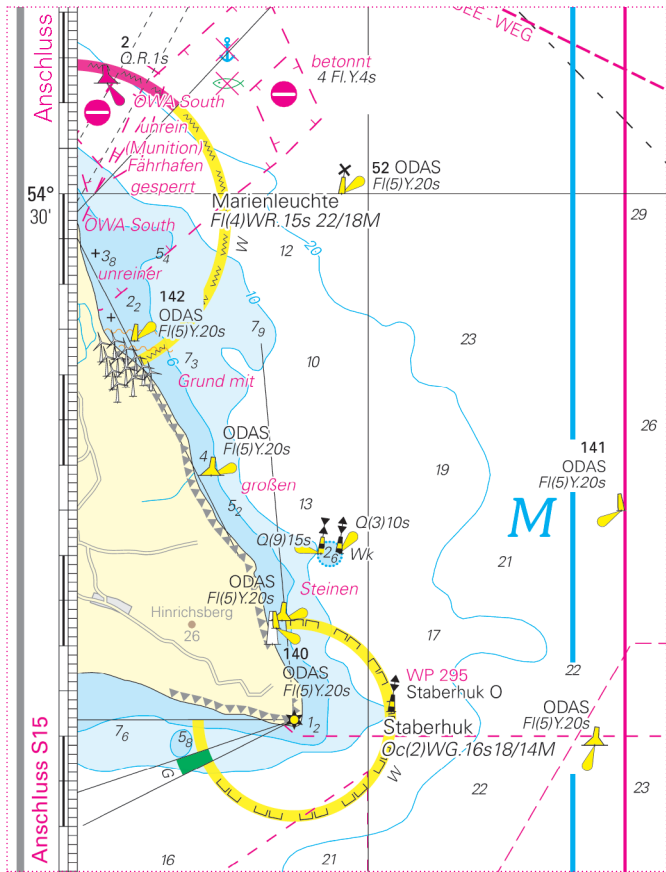 Anschluss
2
Q.R.1s
SEE - WEG
betonnt
4 Fl.Y.4s
OWA South
unrein
(Munition)
Fährhafen
gesperrt
52 ODAS
Fl(5)Y.20s
54°
30'
Marienleuchte
Fl(4)WR.15s 22/18M
29
OWA South
W
12
20
3₈
5₄
unreiner
10
2₂
142
ODAS
Fl(5)Y.20s
7₉
23
6
7₃
10
Grund mit
26
ODAS
Fl(5)Y.20s
4
141
ODAS
Fl(5)Y.20s
19
großen
5₂
13
M
Q(3)10s
Q(9)15s
2₆
Wk
21
ODAS
Fl(5)Y.20s
Steinen
Hinrichsberg
26
17
140
ODAS
Fl(5)Y.20s
WP 295
Staberhuk O
22
ODAS
Fl(5)Y.20s
1₂
Staberhuk
Oc(2)WG.16s18/14M
7₆
5₈
G
W
22
23
Anschluss S15
16
21